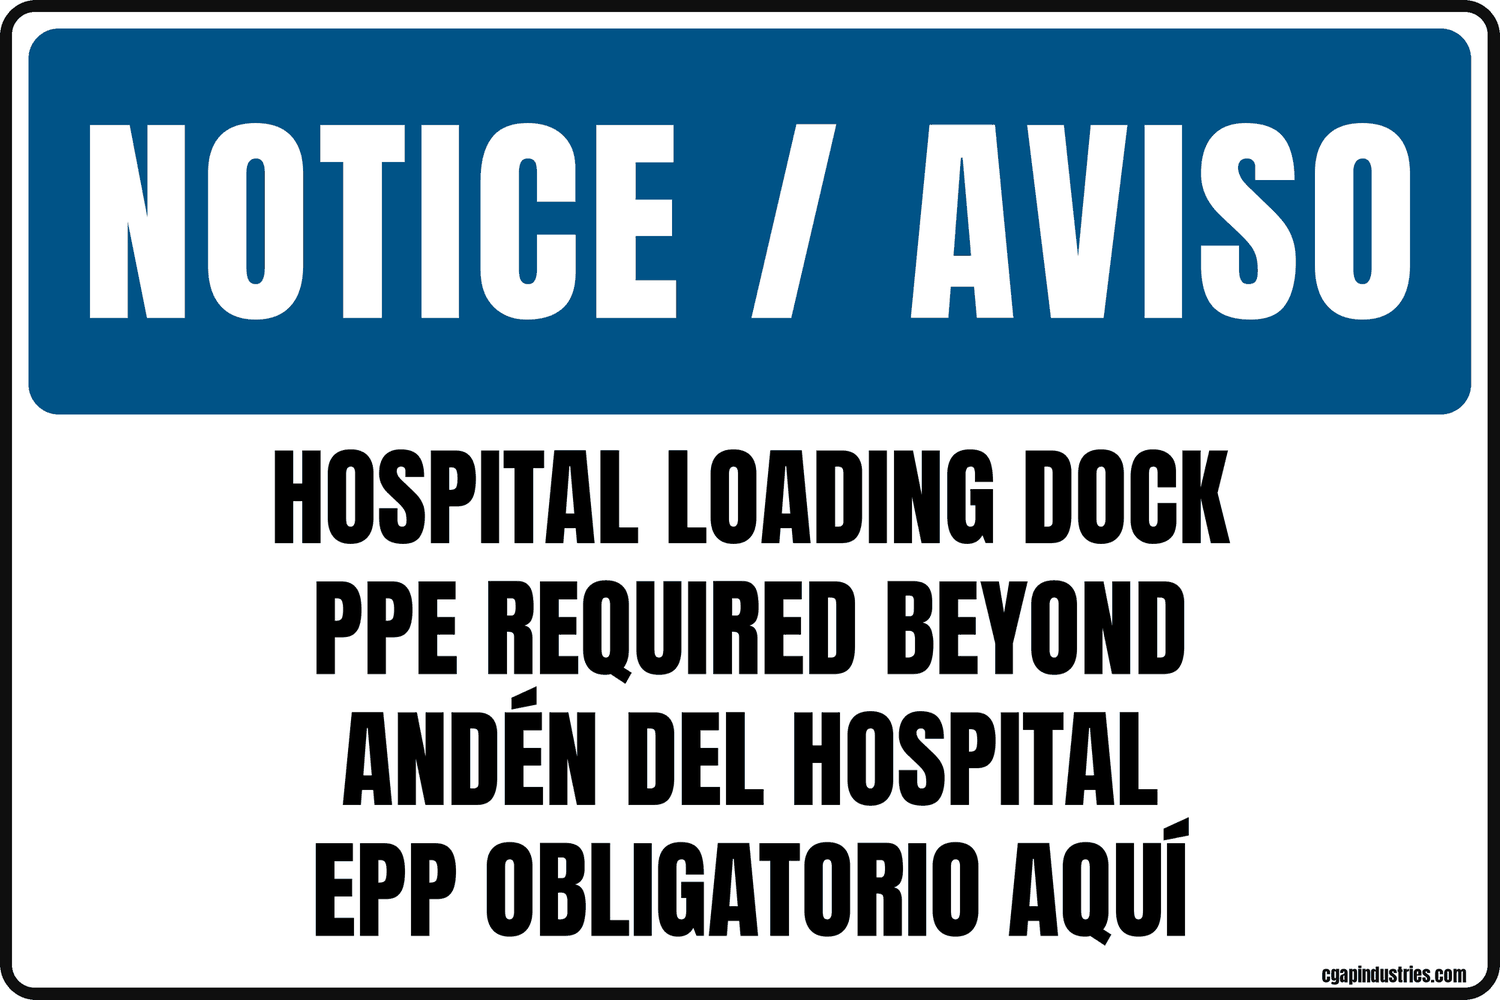 NOTICE / AVISO
HOSPITAL LOADING DOCK
PPE REQUIRED BEYOND
ANDÉN DEL HOSPITAL
EPP OBLIGATORIO AQUÍ
cgapindustries.com